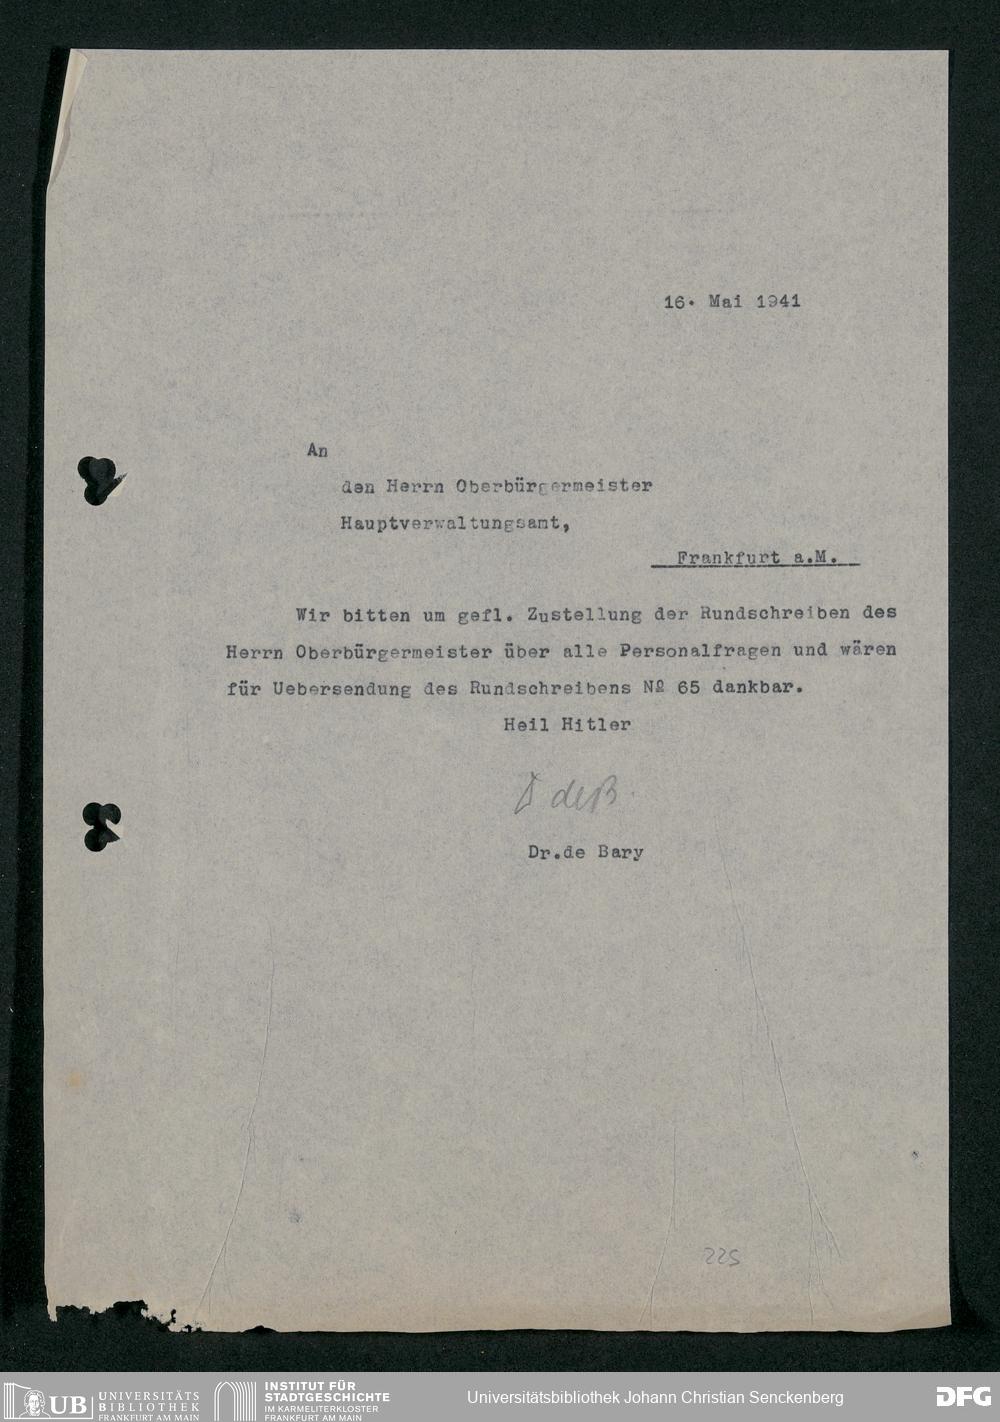 16. Mai 1941
An
den Herrn Oberbürgermeister
Hauptverwaltungsamt,
Frankfurt a.M.
Wir bitten um gefl. Zustellung der Rundschreiben des
Herrn Oberbürgermeister über alle Personalfragen und wären
für Uebersendung des Rundschreibens № 65 dankbar.
Heil Hitler
D deB.
Dr.de Bary
225
UB UNIVERSITÄTS
BIBLIOTHEK
FRANKFURT AM MAIN
INSTITUT FÜR
STADTGESCHICHTE
IM KARMELITERKLOSTER
FRANKFURT AM MAIN
Universitätsbibliothek Johann Christian Senckenberg
DFG